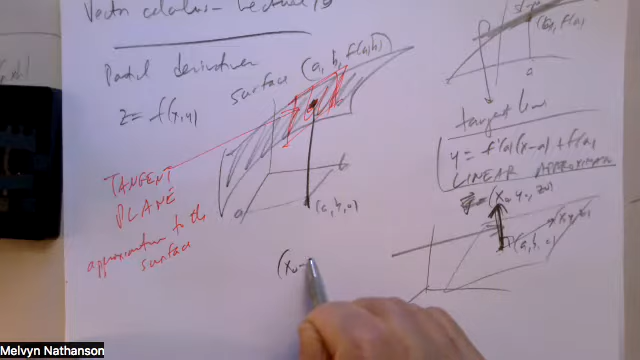 Vector calculus - Lecture 13
Partial derivatives
z = f(x,y)
surface (a, b, f(a,b))
TANGENT
PLANE
approximation to the
surface
a
b
(a, b, 0)
(x₀-
(a, f(a))
a
tangent line
y = f'(a)(x-a) + f(a)
LINEAR APPROXIMATION
(x₀, y₀, z₀)
(a, b, c)
Melvyn Nathanson